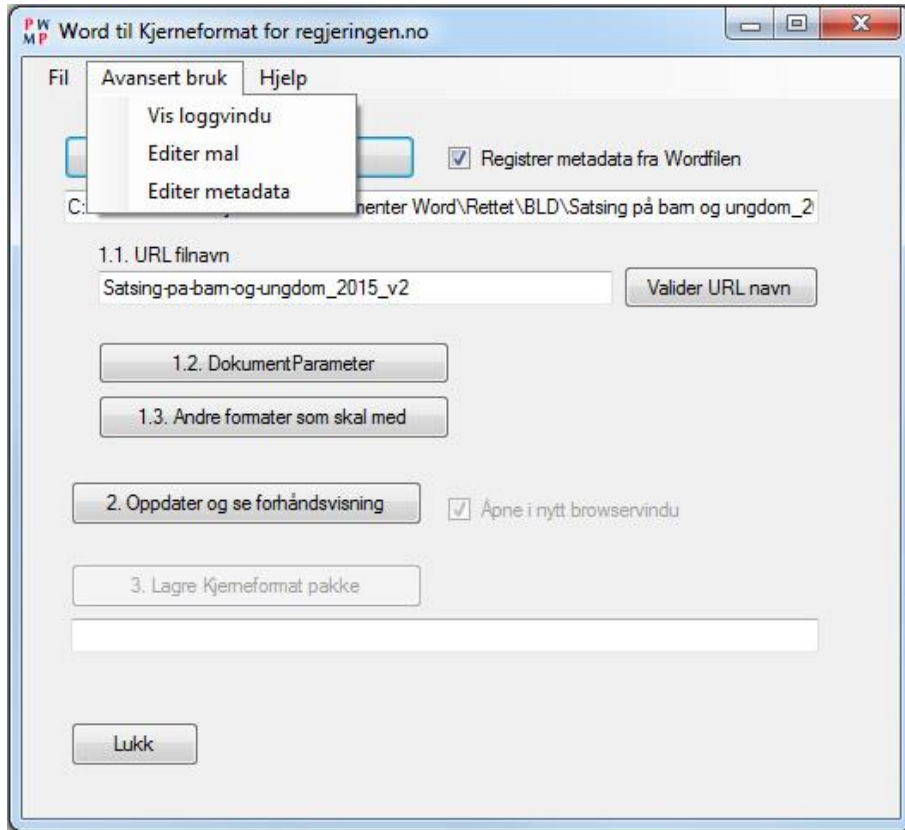 PW
MP
Word til Kjerneformat for regjeringen.no
Fil Avansert bruk Hjelp
Vis loggvindu
Editer mal
Editer metadata
Registrer metadata fra Wordfilen
C: menter Word\Rettet\BLD\Satsing på barn og ungdom_2
1.1. URL filnavn
Satsing-pa-barn-og-ungdom_2015_v2
Valider URL navn
1.2. DokumentParameter
1.3. Andre formater som skal med
2. Oppdater og se forhåndsvisning
Åpne i nytt browservindu
3. Lagre Kjerneformat pakke
Lukk